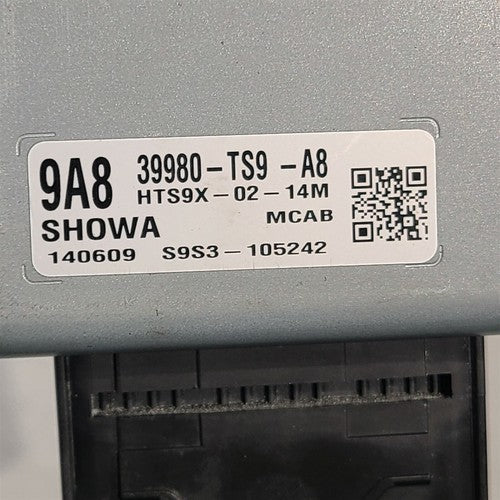 9A8 39980-TS9 -A8
HTS9X-02-14M
SHOWA MCAB
140609 S9S3-105242